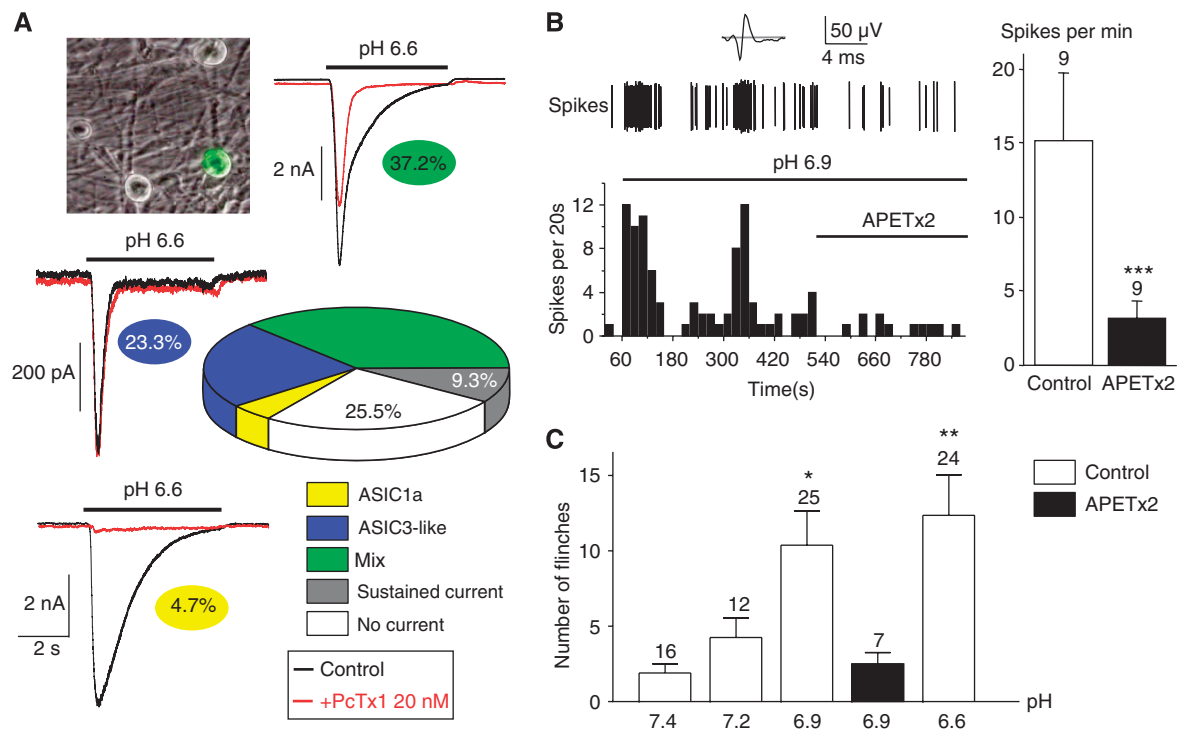 A
pH 6.6
2 nA
37.2%
pH 6.6
200 pA
23.3%
9.3%
25.5%
pH 6.6
2 nA
2 s
4.7%
ASIC1a
ASIC3-like
Mix
Sustained current
No current
Control
+PcTx1 20 nM
B
50 µV
4 ms
Spikes
pH 6.9
APETx2
Spikes per 20s
12
8
4
0
60 180 300 420 540 660 780
Time(s)
Spikes per min
20
15
10
5
0
9
***
9
Control APETx2
C
Number of flinches
15
10
5
0
16
12
*
25
7
**
24
pH
7.4 7.2 6.9 6.9 6.6
Control
APETx2